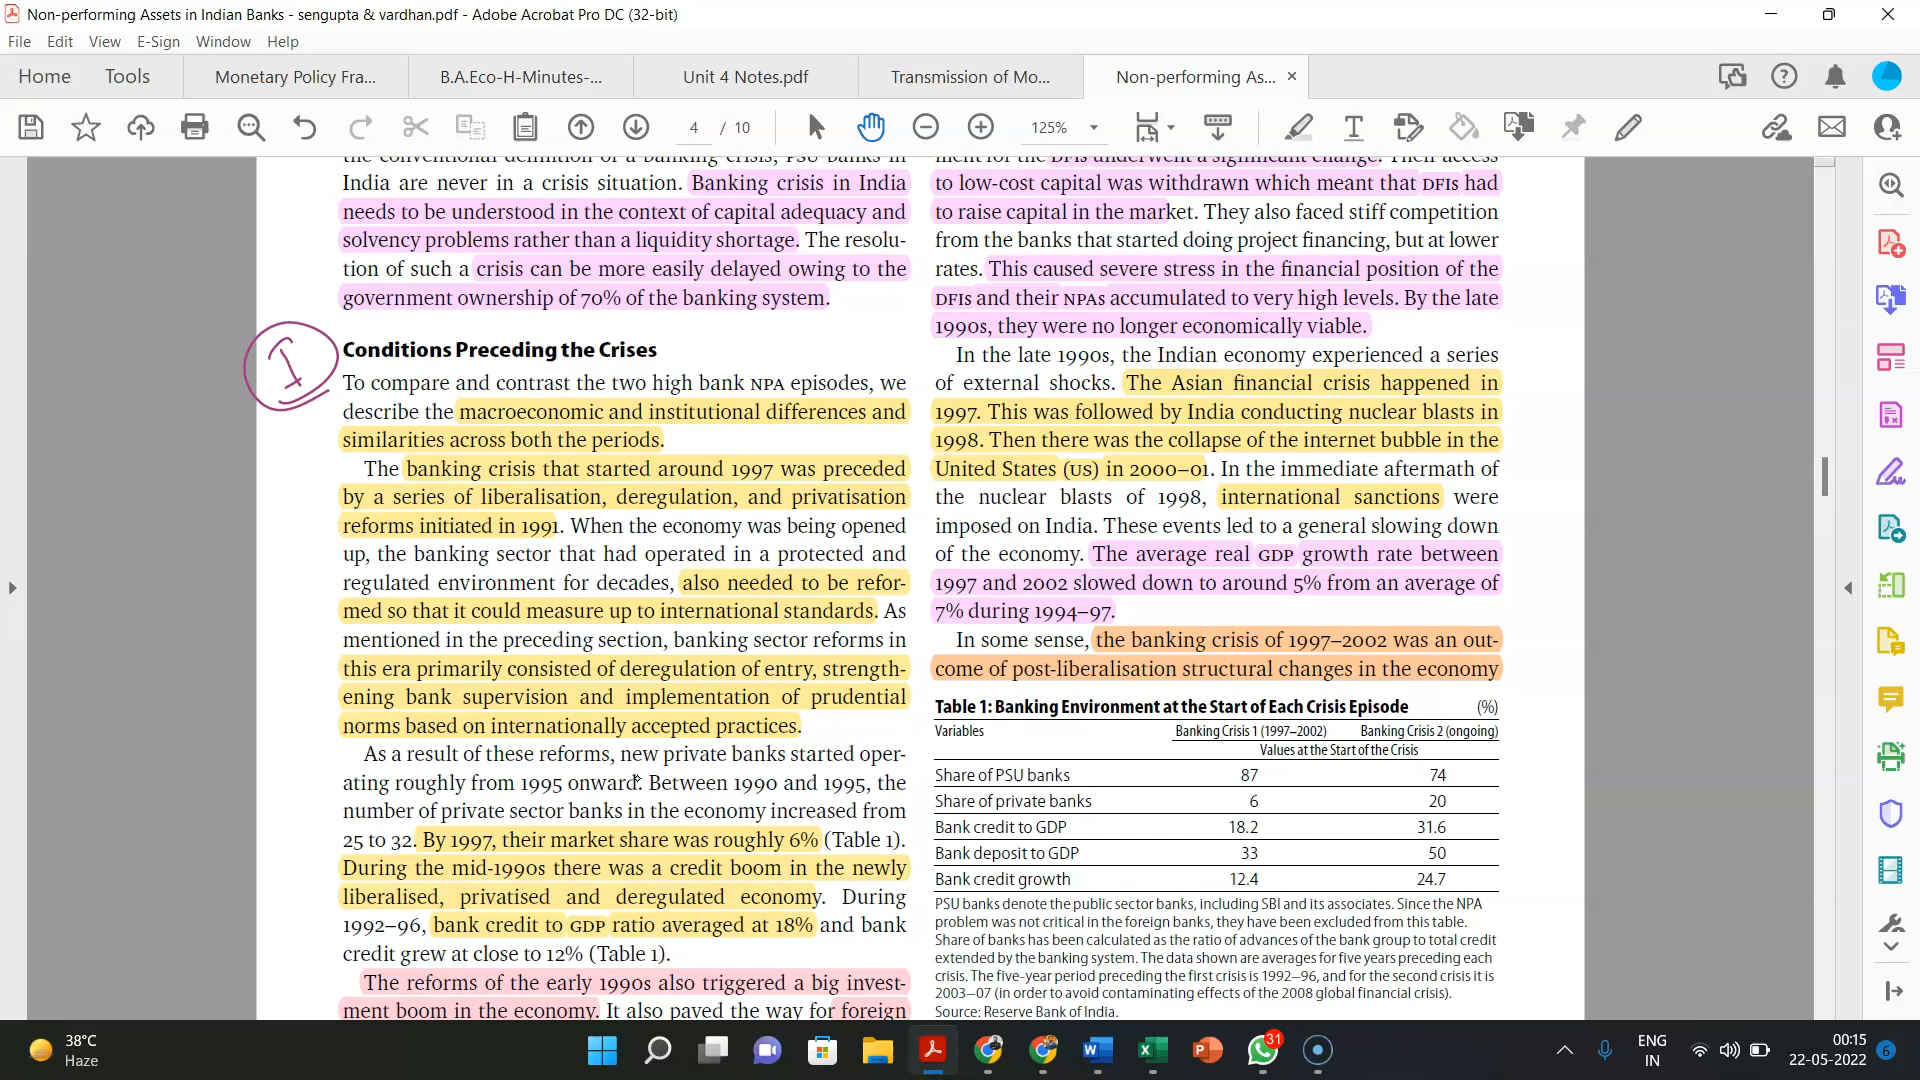 Non-performing Assets in Indian Banks - sengupta & vardhan.pdf - Adobe Acrobat Pro DC (32-bit)
File Edit View E-Sign Window Help
Home Tools Monetary Policy Fra... B.A.Eco-H-Minutes-... Unit 4 Notes.pdf Transmission of Mo... Non-performing As...
4 / 10 125%
the conventional definition of a banking crisis, PSU banks in
India are never in a crisis situation. Banking crisis in India
needs to be understood in the context of capital adequacy and
solvency problems rather than a liquidity shortage. The resolu-
tion of such a crisis can be more easily delayed owing to the
government ownership of 70% of the banking system.
I
Conditions Preceding the Crises
To compare and contrast the two high bank NPA episodes, we
describe the macroeconomic and institutional differences and
similarities across both the periods.
The banking crisis that started around 1997 was preceded
by a series of liberalisation, deregulation, and privatisation
reforms initiated in 1991. When the economy was being opened
up, the banking sector that had operated in a protected and
regulated environment for decades, also needed to be refor-
med so that it could measure up to international standards. As
mentioned in the preceding section, banking sector reforms in
this era primarily consisted of deregulation of entry, strength-
ening bank supervision and implementation of prudential
norms based on internationally accepted practices.
As a result of these reforms, new private banks started oper-
ating roughly from 1995 onward. Between 1990 and 1995, the
number of private sector banks in the economy increased from
25 to 32. By 1997, their market share was roughly 6% (Table 1).
During the mid-1990s there was a credit boom in the newly
liberalised, privatised and deregulated economy. During
1992–96, bank credit to GDP ratio averaged at 18% and bank
credit grew at close to 12% (Table 1).
The reforms of the early 1990s also triggered a big invest-
ment boom in the economy. It also paved the way for foreign
ment for the DFIs underwent a significant change. Their access
to low-cost capital was withdrawn which meant that DFIs had
to raise capital in the market. They also faced stiff competition
from the banks that started doing project financing, but at lower
rates. This caused severe stress in the financial position of the
DFIs and their NPAs accumulated to very high levels. By the late
1990s, they were no longer economically viable.
In the late 1990s, the Indian economy experienced a series
of external shocks. The Asian financial crisis happened in
1997. This was followed by India conducting nuclear blasts in
1998. Then there was the collapse of the internet bubble in the
United States (US) in 2000–01. In the immediate aftermath of
the nuclear blasts of 1998, international sanctions were
imposed on India. These events led to a general slowing down
of the economy. The average real GDP growth rate between
1997 and 2002 slowed down to around 5% from an average of
7% during 1994–97.
In some sense, the banking crisis of 1997–2002 was an out-
come of post-liberalisation structural changes in the economy
Table 1: Banking Environment at the Start of Each Crisis Episode (%)
Variables Banking Crisis 1 (1997–2002) Banking Crisis 2 (ongoing)
Values at the Start of the Crisis
Share of PSU banks 87 74
Share of private banks 6 20
Bank credit to GDP 18.2 31.6
Bank deposit to GDP 33 50
Bank credit growth 12.4 24.7
PSU banks denote the public sector banks, including SBI and its associates. Since the NPA
problem was not critical in the foreign banks, they have been excluded from this table.
Share of banks has been calculated as the ratio of advances of the bank group to total credit
extended by the banking system. The data shown are averages for five years preceding each
crisis. The five-year period preceding the first crisis is 1992–96, and for the second crisis it is
2003–07 (in order to avoid contaminating effects of the 2008 global financial crisis).
Source: Reserve Bank of India.
38°C
Haze
31
ENG
IN
00:15
22-05-2022
6